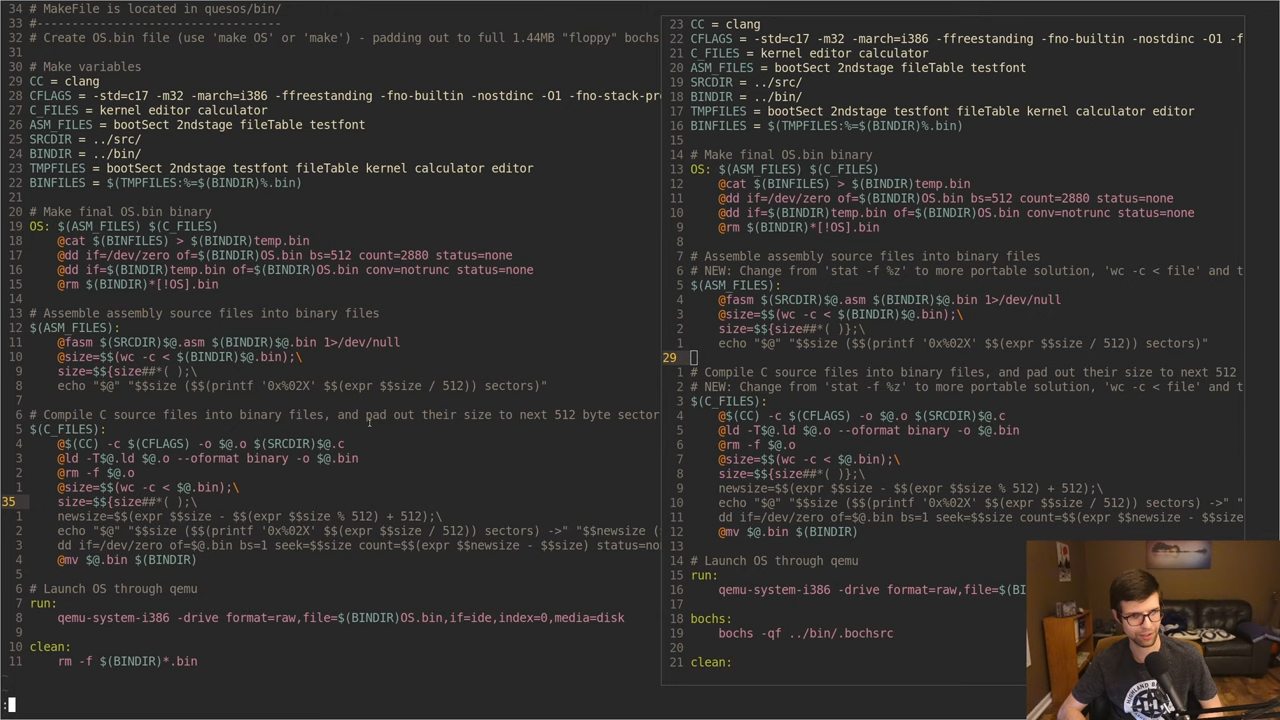 34 # MakeFile is located in quesos/bin/
33 #-----------------------------------
32 # Create OS.bin file (use 'make OS' or 'make') - padding out to full 1.44MB "floppy" bochs
31
30 # Make variables
29 CC = clang
28 CFLAGS = -std=c17 -m32 -march=i386 -ffreestanding -fno-builtin -nostdinc -O1 -fno-stack-pr
27 C_FILES = kernel editor calculator
26 ASM_FILES = bootSect 2ndstage fileTable testfont
25 SRCDIR = ../src/
24 BINDIR = ../bin/
23 TMPFILES = bootSect 2ndstage testfont fileTable kernel calculator editor
22 BINFILES = $(TMPFILES:%=$(BINDIR)%.bin)
21
20 # Make final OS.bin binary
19 OS: $(ASM_FILES) $(C_FILES)
18 @cat $(BINFILES) > $(BINDIR)temp.bin
17 @dd if=/dev/zero of=$(BINDIR)OS.bin bs=512 count=2880 status=none
16 @dd if=$(BINDIR)temp.bin of=$(BINDIR)OS.bin conv=notrunc status=none
15 @rm $(BINDIR)*[!OS].bin
14
13 # Assemble assembly source files into binary files
12 $(ASM_FILES):
11 @fasm $(SRCDIR)$@.asm $(BINDIR)$@.bin 1>/dev/null
10 @size=$$(wc -c < $(BINDIR)$@.bin);\
9 size=$${size##*( );\
8 echo "$@" "$$size ($$(printf '0x%02X' $$(expr $$size / 512)) sectors)"
7
6 # Compile C source files into binary files, and pad out their size to next 512 byte sector
5 $(C_FILES):
4 @$(CC) -c $(CFLAGS) -o $@.o $(SRCDIR)$@.c
3 @ld -T$@.ld $@.o --oformat binary -o $@.bin
2 @rm -f $@.o
1 @size=$$(wc -c < $@.bin);\
35 size=$${size##*( );\
1 newsize=$$(expr $$size - $$(expr $$size % 512) + 512);\
2 echo "$@" "$$size ($$(printf '0x%02X' $$(expr $$size / 512)) sectors) ->" "$$newsize (
3 dd if=/dev/zero of=$@.bin bs=1 seek=$$size count=$$(expr $$newsize - $$size) status=no
4 @mv $@.bin $(BINDIR)
5
6 # Launch OS through qemu
7 run:
8 qemu-system-i386 -drive format=raw,file=$(BINDIR)OS.bin,if=ide,index=0,media=disk
9
10 clean:
11 rm -f $(BINDIR)*.bin
~
:
23 CC = clang
22 CFLAGS = -std=c17 -m32 -march=i386 -ffreestanding -fno-builtin -nostdinc -O1 -f
21 C_FILES = kernel editor calculator
20 ASM_FILES = bootSect 2ndstage fileTable testfont
19 SRCDIR = ../src/
18 BINDIR = ../bin/
17 TMPFILES = bootSect 2ndstage testfont fileTable kernel calculator editor
16 BINFILES = $(TMPFILES:%=$(BINDIR)%.bin)
15
14 # Make final OS.bin binary
13 OS: $(ASM_FILES) $(C_FILES)
12 @cat $(BINFILES) > $(BINDIR)temp.bin
11 @dd if=/dev/zero of=$(BINDIR)OS.bin bs=512 count=2880 status=none
10 @dd if=$(BINDIR)temp.bin of=$(BINDIR)OS.bin conv=notrunc status=none
9 @rm $(BINDIR)*[!OS].bin
8
7 # Assemble assembly source files into binary files
6 # NEW: Change from 'stat -f %z' to more portable solution, 'wc -c < file' and t
5 $(ASM_FILES):
4 @fasm $(SRCDIR)$@.asm $(BINDIR)$@.bin 1>/dev/null
3 @size=$$(wc -c < $(BINDIR)$@.bin);\
2 size=$${size##*( )};\
1 echo "$@" "$$size ($$(printf '0x%02X' $$(expr $$size / 512)) sectors)"
29
1 # Compile C source files into binary files, and pad out their size to next 512
2 # NEW: Change from 'stat -f %z' to more portable solution, 'wc -c < file' and t
3 $(C_FILES):
4 @$(CC) -c $(CFLAGS) -o $@.o $(SRCDIR)$@.c
5 @ld -T$@.ld $@.o --oformat binary -o $@.bin
6 @rm -f $@.o
7 @size=$$(wc -c < $@.bin);\
8 size=$${size##*( )};\
9 newsize=$$(expr $$size - $$(expr $$size % 512) + 512);\
10 echo "$@" "$$size ($$(printf '0x%02X' $$(expr $$size / 512)) sectors) ->" "
11 dd if=/dev/zero of=$@.bin bs=1 seek=$$size count=$$(expr $$newsize - $$size
12 @mv $@.bin $(BINDIR)
13
14 # Launch OS through qemu
15 run:
16 qemu-system-i386 -drive format=raw,file=$(BI
17
18 bochs:
19 bochs -qf ../bin/.bochsrc
20
21 clean: